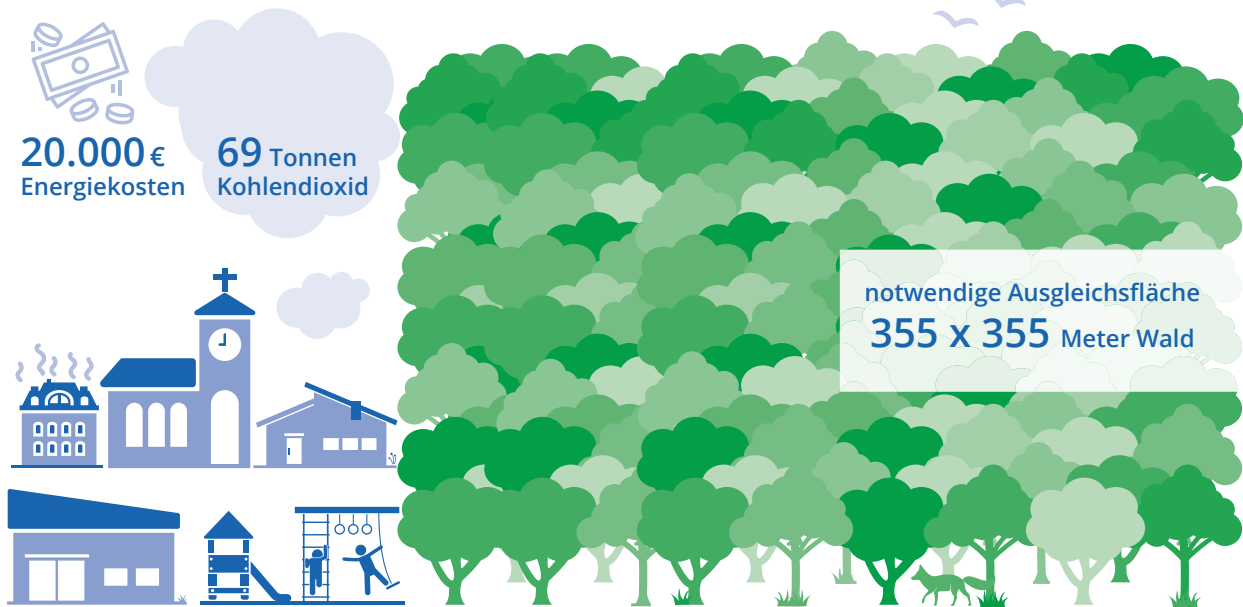 20.000 €
Energiekosten
69 Tonnen
Kohlendioxid
notwendige Ausgleichsfläche
355 x 355 Meter Wald